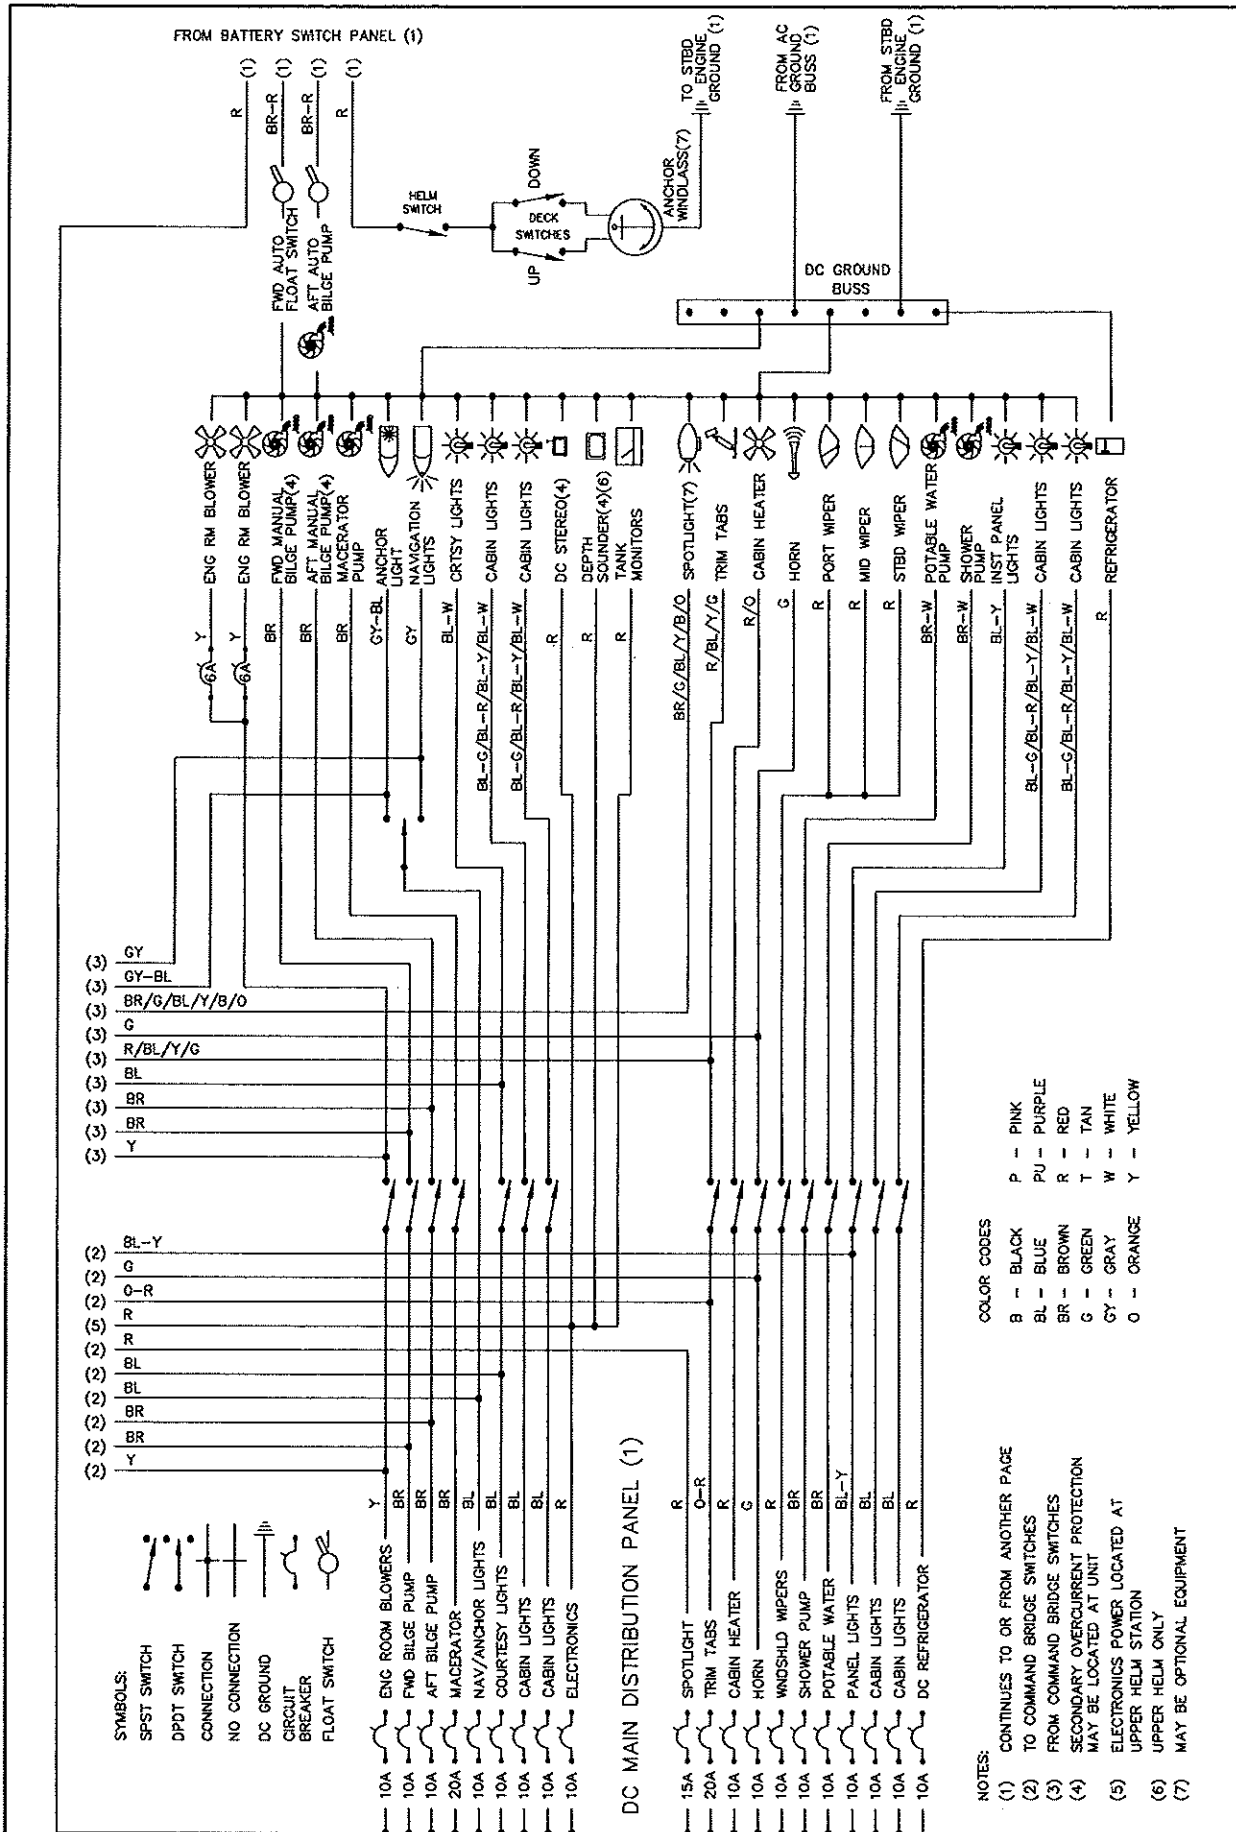 FROM BATTERY SWITCH PANEL (1)
(1)
(1)
(1)
(1)
R
BR-R
BR-R
R
FWD AUTO
FLOAT SWITCH
AFT AUTO
BILGE PUMP
HELM
SWITCH
DECK
SWITCHES
UP
DOWN
ANCHOR
WINDLASS(7)
TO STBD
ENGINE
GROUND (1)
FROM AC
GROUND
BUSS (1)
FROM STBD
ENGINE
GROUND (1)
DC GROUND
BUSS
ENG RM BLOWER
ENG RM BLOWER
FWD MANUAL
BILGE PUMP(4)
AFT MANUAL
BILGE PUMP(4)
MACERATOR
PUMP
ANCHOR
LIGHT
NAVIGATION
LIGHTS
CRTSY LIGHTS
CABIN LIGHTS
CABIN LIGHTS
DC STEREO(4)
DEPTH
SOUNDER(4)(6)
TANK
MONITORS
SPOTLIGHT(7)
TRIM TABS
CABIN HEATER
HORN
PORT WIPER
MID WIPER
STBD WIPER
POTABLE WATER
PUMP
SHOWER
PUMP
INST PANEL
LIGHTS
CABIN LIGHTS
CABIN LIGHTS
REFRIGERATOR
6A
Y
6A
Y
BR
BR
BR
GY-BL
GY
BL-W
BL-G/BL-R/BL-Y/BL-W
BL-G/BL-R/BL-Y/BL-W
R
R
R
BR/G/BL/Y/B/O
R/BL/Y/G
R/O
G
R
R
R
BR-W
BR-W
BL-Y
BL-G/BL-R/BL-Y/BL-W
BL-G/BL-R/BL-Y/BL-W
R
(3) GY
(3) GY-BL
(3) BR/G/BL/Y/B/O
(3) G
(3) R/BL/Y/G
(3) BL
(3) BR
(3) BR
(3) Y
(2) BL-Y
(2) G
(2) O-R
(5) R
(2) R
(2) BL
(2) BL
(2) BR
(2) BR
(2) Y
SYMBOLS:
SPST SWITCH
DPDT SWITCH
CONNECTION
NO CONNECTION
DC GROUND
CIRCUIT
BREAKER
FLOAT SWITCH
10A ENG ROOM BLOWERS Y
10A FWD BILGE PUMP BR
10A AFT BILGE PUMP BR
20A MACERATOR BR
10A NAV/ANCHOR LIGHTS BL
10A COURTESY LIGHTS BL
10A CABIN LIGHTS BL
10A CABIN LIGHTS BL
10A ELECTRONICS R
DC MAIN DISTRIBUTION PANEL (1)
15A SPOTLIGHT R
20A TRIM TABS O-R
10A CABIN HEATER R
10A HORN G
10A WNDSHLD WIPERS R
10A SHOWER PUMP BR
10A POTABLE WATER BR
10A PANEL LIGHTS BL-Y
10A CABIN LIGHTS BL
10A CABIN LIGHTS BL
10A DC REFRIGERATOR R
COLOR CODES
B - BLACK P - PINK
BL - BLUE PU - PURPLE
BR - BROWN R - RED
G - GREEN T - TAN
GY - GRAY W - WHITE
O - ORANGE Y - YELLOW
NOTES:
(1) CONTINUES TO OR FROM ANOTHER PAGE
(2) TO COMMAND BRIDGE SWITCHES
(3) FROM COMMAND BRIDGE SWITCHES
(4) SECONDARY OVERCURRENT PROTECTION
MAY BE LOCATED AT UNIT
(5) ELECTRONICS POWER LOCATED AT
UPPER HELM STATION
(6) UPPER HELM ONLY
(7) MAY BE OPTIONAL EQUIPMENT